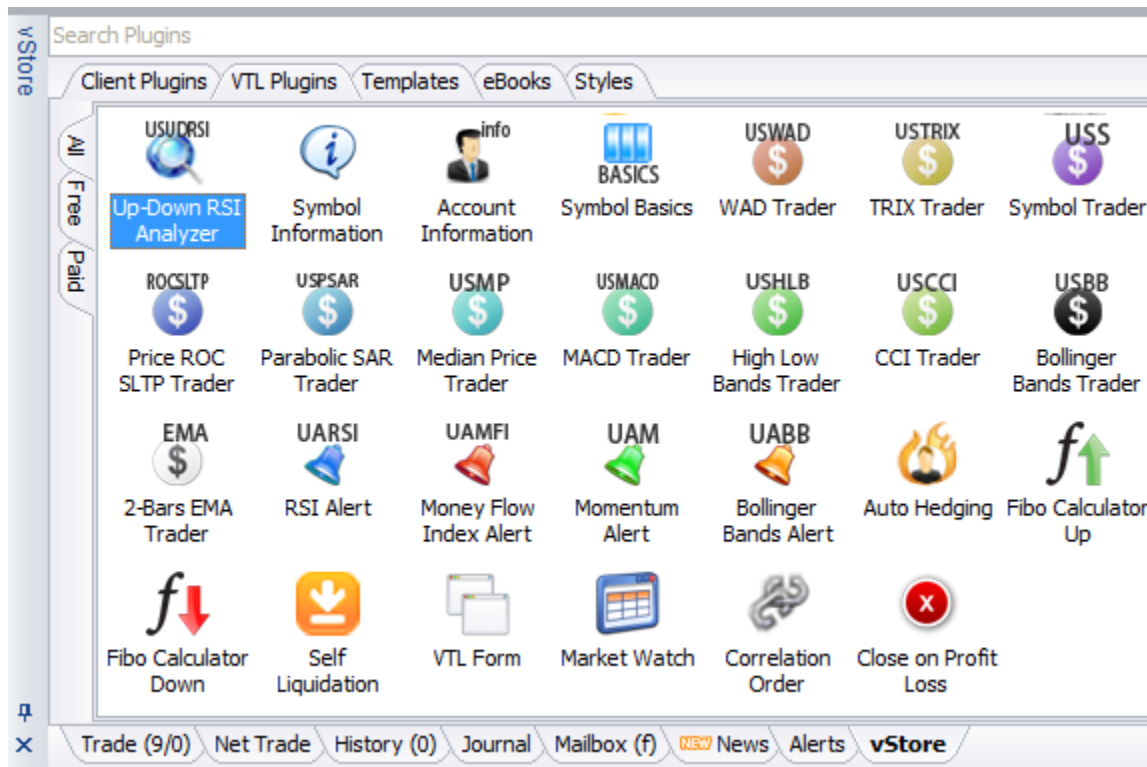 vStore
Search Plugins
Client Plugins VTL Plugins Templates eBooks Styles
All
Free
Paid
USUDRSI info BASICS USWAD USTRIX USS
Up-Down RSI Symbol Account Symbol Basics WAD Trader TRIX Trader Symbol Trader
Analyzer Information Information
ROCSLTP USPSAR USMP USMACD USHLB USCCI USBB
$ $ $ $ $ $ $
Price ROC Parabolic SAR Median Price MACD Trader High Low CCI Trader Bollinger
SLTP Trader Trader Trader Bands Trader Bands Trader
EMA UARSI UAMFI UAM UABB
2-Bars EMA RSI Alert Money Flow Momentum Bollinger Auto Hedging Fibo Calculator
Trader Index Alert Alert Bands Alert Up
Fibo Calculator Self VTL Form Market Watch Correlation Close on Profit
Down Liquidation Order Loss
Trade (9/0) Net Trade History (0) Journal Mailbox (f) NEW News Alerts vStore